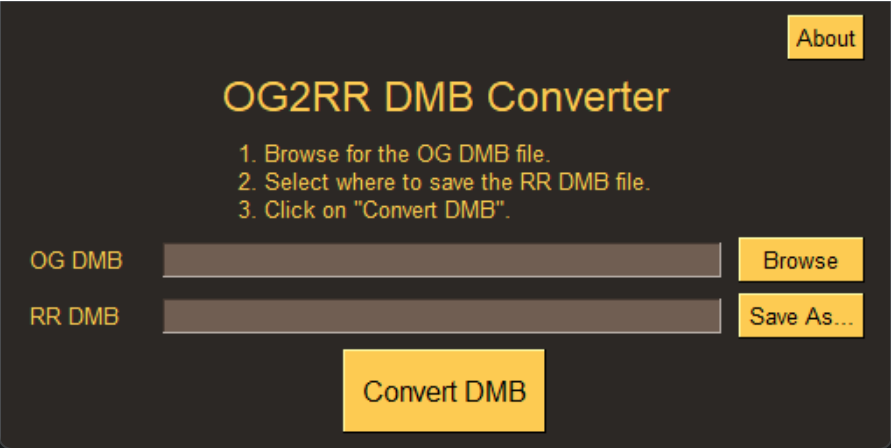 About
OG2RR DMB Converter
1. Browse for the OG DMB file.
2. Select where to save the RR DMB file.
3. Click on "Convert DMB".
OG DMB
Browse
RR DMB
Save As...
Convert DMB